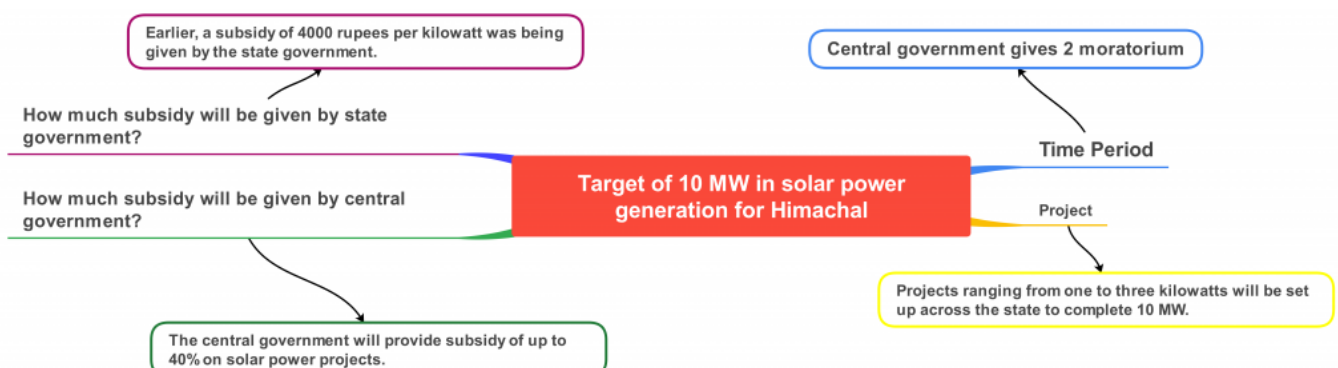 Earlier, a subsidy of 4000 rupees per kilowatt was being
given by the state government.
Central government gives 2 moratorium
How much subsidy will be given by state
government?
Time Period
Target of 10 MW in solar power
generation for Himachal
How much subsidy will be given by central
government?
Project
Projects ranging from one to three kilowatts will be set
up across the state to complete 10 MW.
The central government will provide subsidy of up to
40% on solar power projects.